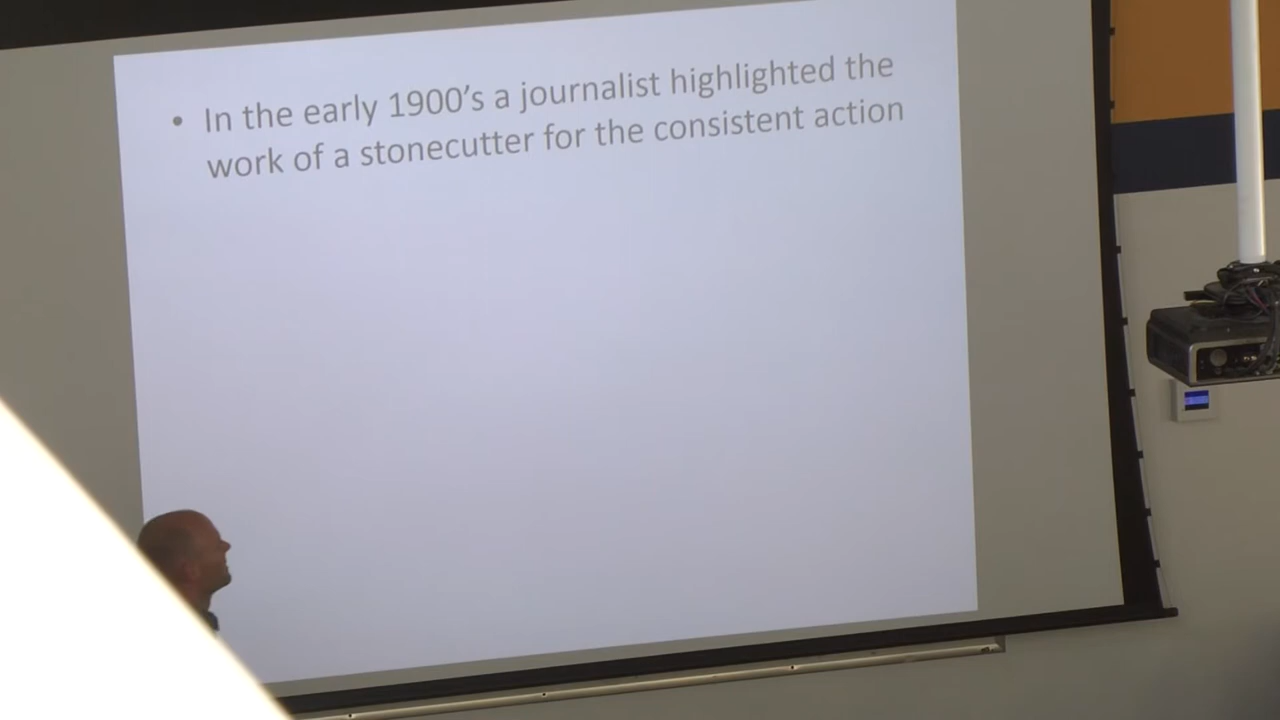 • In the early 1900’s a journalist highlighted the
work of a stonecutter for the consistent action